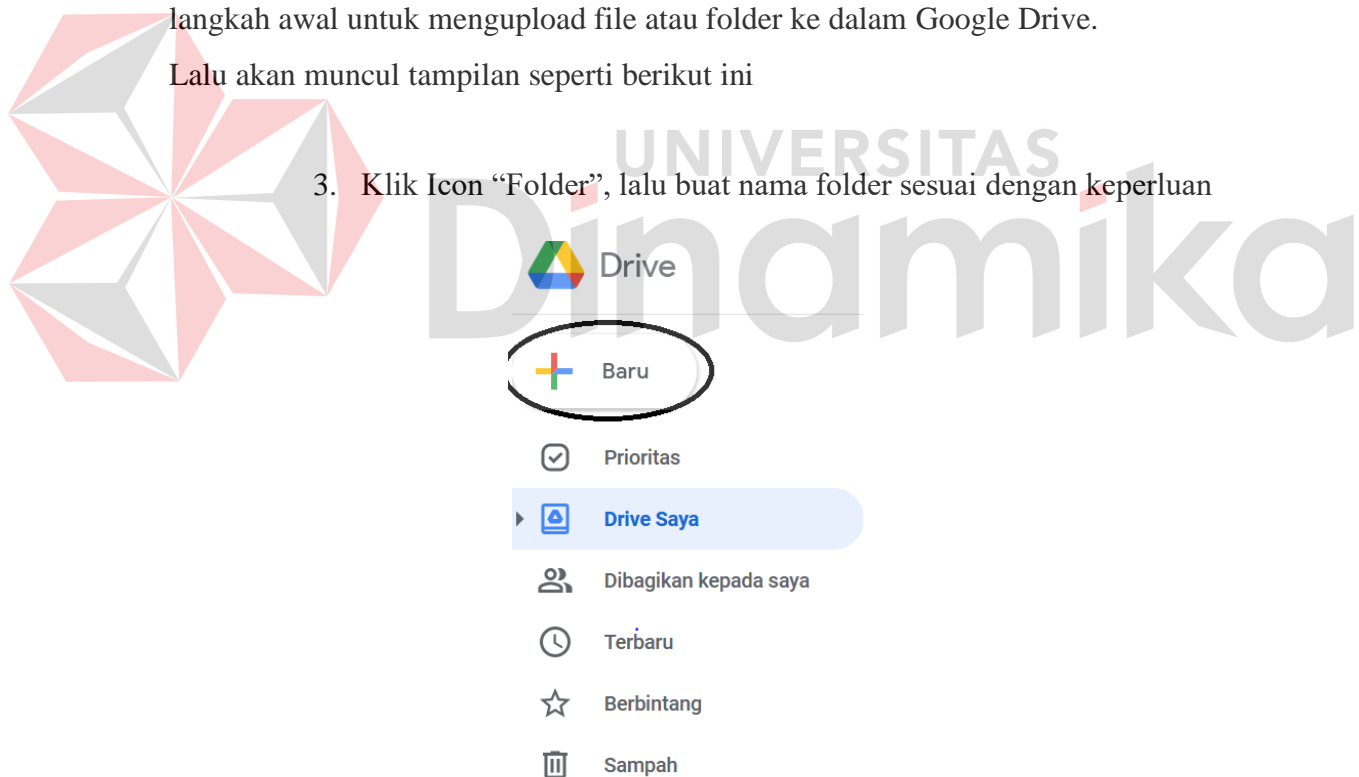 langkah awal untuk mengupload file atau folder ke dalam Google Drive.
Lalu akan muncul tampilan seperti berikut ini
UNIVERSITAS
Dinamika
3. Klik Icon “Folder”, lalu buat nama folder sesuai dengan keperluan
Drive
Baru
Prioritas
Drive Saya
Dibagikan kepada saya
Terbaru
Berbintang
Sampah